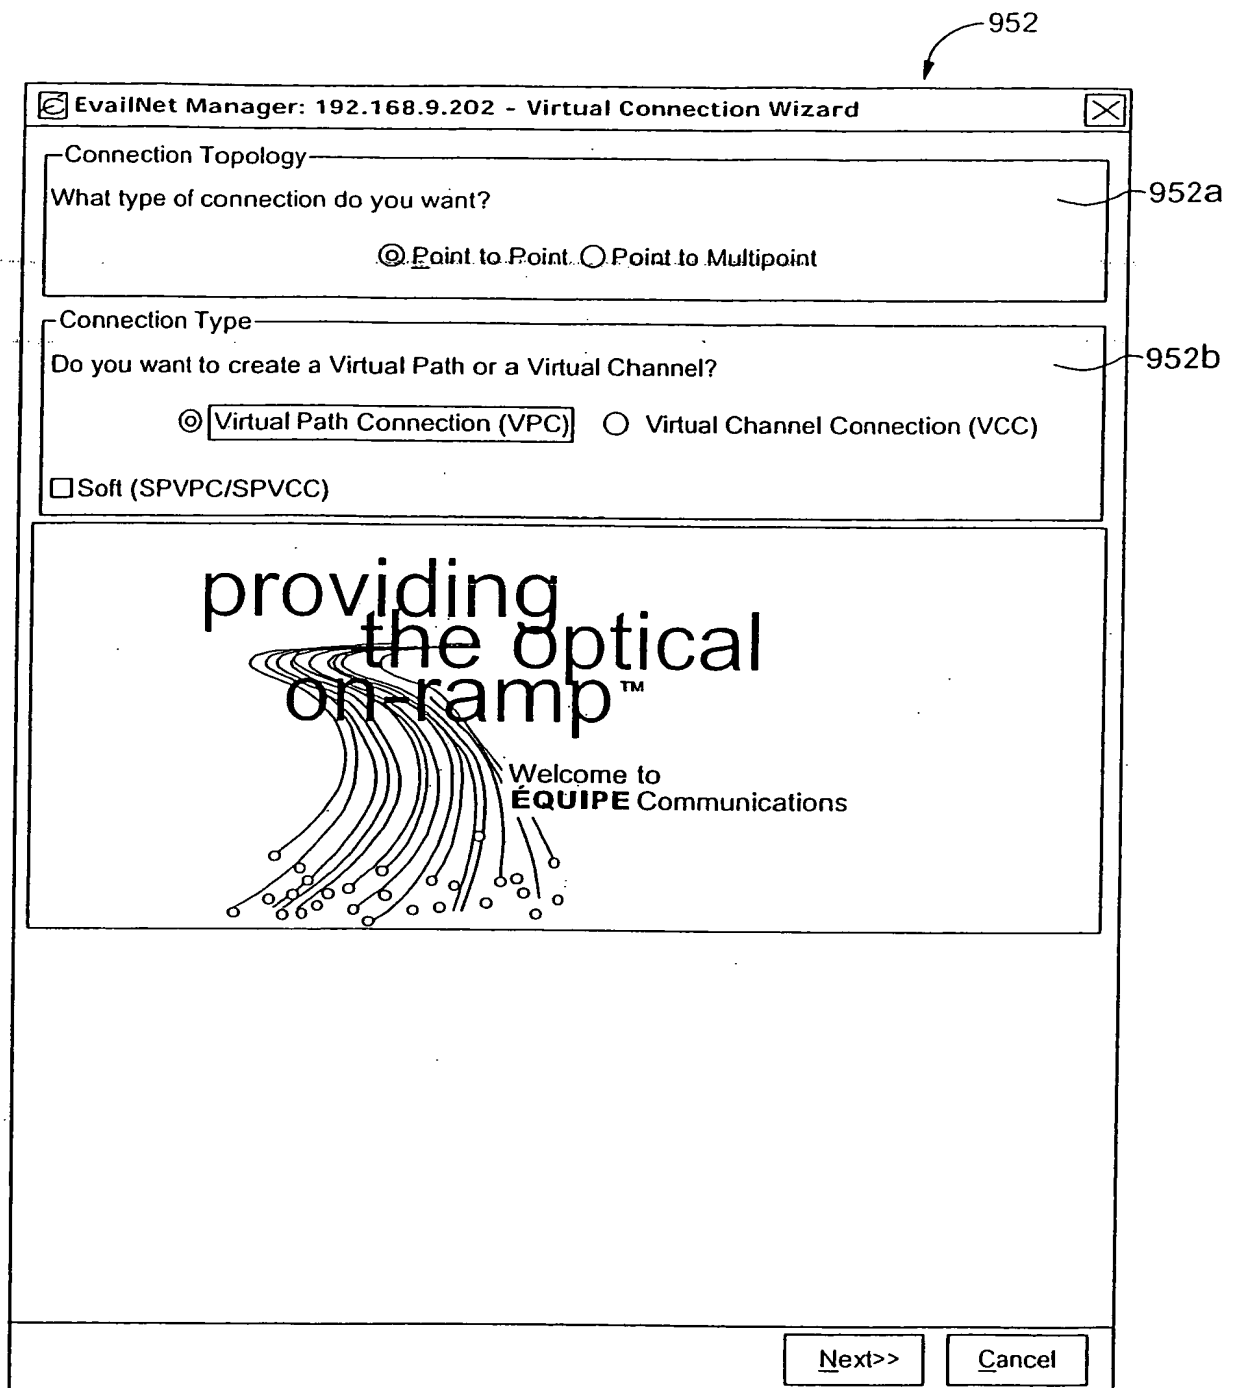 952
EvailNet Manager: 192.168.9.202 - Virtual Connection Wizard
Connection Topology
What type of connection do you want?
952a
Point to Point Point to Multipoint
Connection Type
Do you want to create a Virtual Path or a Virtual Channel?
952b
Virtual Path Connection (VPC) Virtual Channel Connection (VCC)
Soft (SPVPC/SPVCC)
providing
the optical
on-ramp™
Welcome to
ÉQUIPE Communications
Next>> Cancel